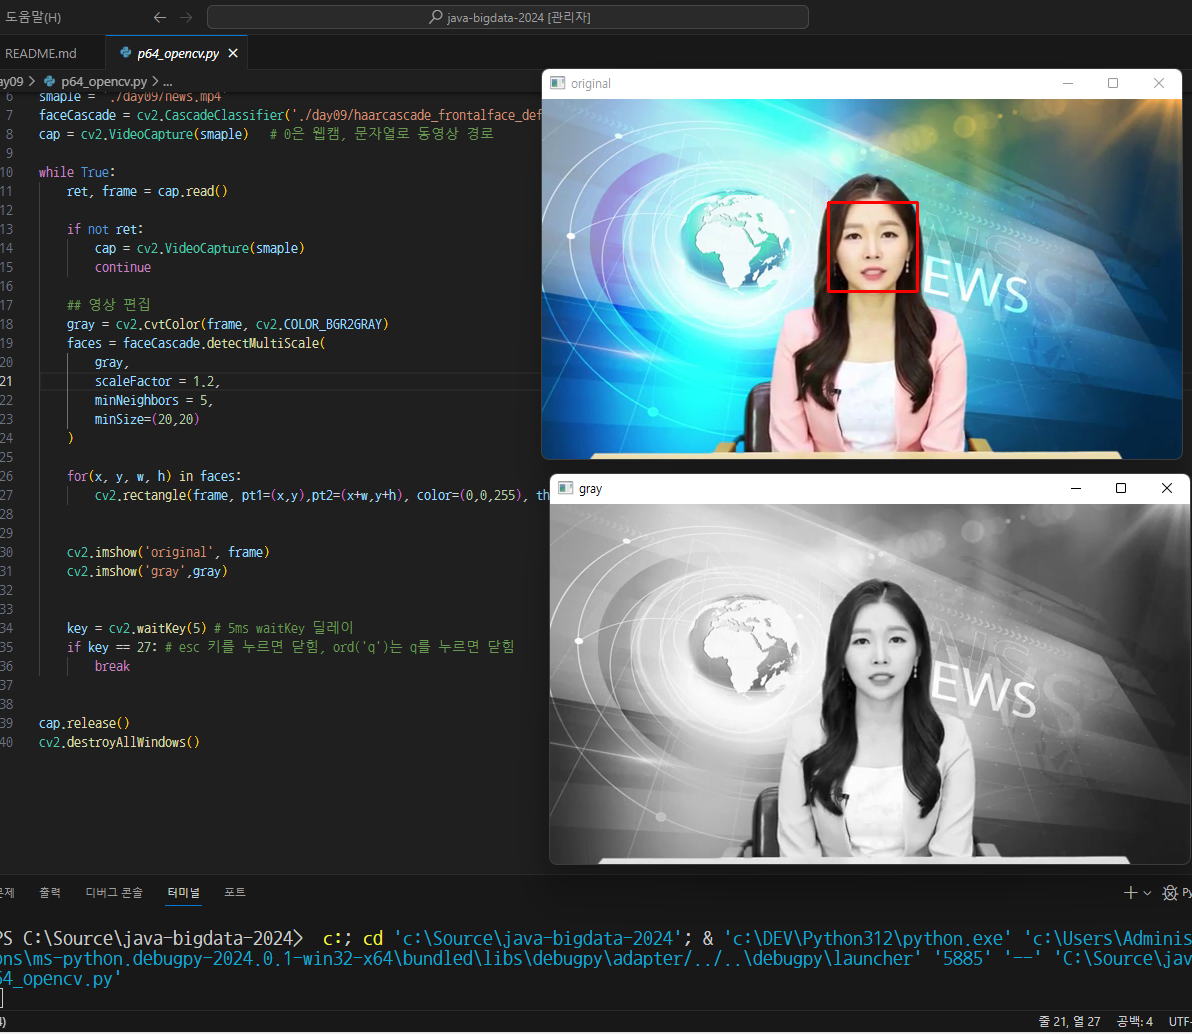 도움말(H)
java-bigdata-2024 [관리자]
README.md
p64_opencv.py
ay09 > p64_opencv.py > ...
6 smaple = './day09/news.mp4'
7 faceCascade = cv2.CascadeClassifier('./day09/haarcascade_frontalface_def
8 cap = cv2.VideoCapture(smaple) # 0은 웹캠, 문자열로 동영상 경로
9
10 while True:
11 ret, frame = cap.read()
12
13 if not ret:
14 cap = cv2.VideoCapture(smaple)
15 continue
16
17 ## 영상 편집
18 gray = cv2.cvtColor(frame, cv2.COLOR_BGR2GRAY)
19 faces = faceCascade.detectMultiScale(
20 gray,
21 scaleFactor = 1.2,
22 minNeighbors = 5,
23 minSize=(20,20)
24 )
25
26 for(x, y, w, h) in faces:
27 cv2.rectangle(frame, pt1=(x,y),pt2=(x+w,y+h), color=(0,0,255), th
28
29
30 cv2.imshow('original', frame)
31 cv2.imshow('gray',gray)
32
33
34 key = cv2.waitKey(5) # 5ms waitKey 딜레이
35 if key == 27: # esc 키를 누르면 닫힘, ord('q')는 q를 누르면 닫힘
36 break
37
38
39 cap.release()
40 cv2.destroyAllWindows()
original
EWS
gray
EWS
문제 출력 디버그 콘솔 터미널 포트
Py
PS C:\Source\java-bigdata-2024> c:; cd 'c:\Source\java-bigdata-2024'; & 'c:\DEV\Python312\python.exe' 'c:\Users\Adminis
ons\ms-python.debugpy-2024.0.1-win32-x64\bundled\libs\debugpy\adapter/../..\debugpy\launcher' '5885' '--' 'C:\Source\jav
64_opencv.py'
줄 21, 열 27 공백: 4 UTF-